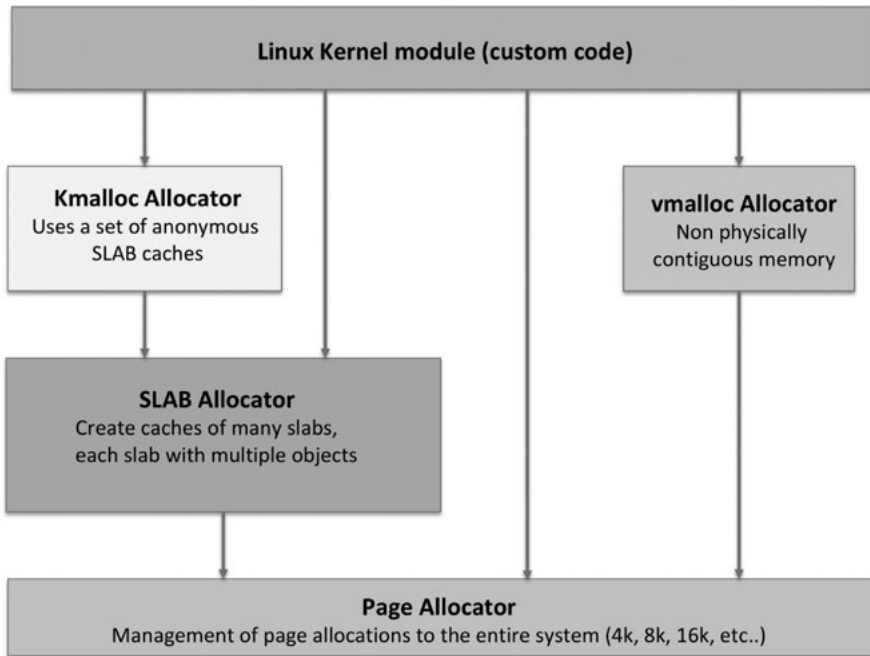 Linux Kernel module (custom code)
Kmalloc Allocator
Uses a set of anonymous
SLAB caches
vmalloc Allocator
Non physically
contiguous memory
SLAB Allocator
Create caches of many slabs,
each slab with multiple objects
Page Allocator
Management of page allocations to the entire system (4k, 8k, 16k, etc..)